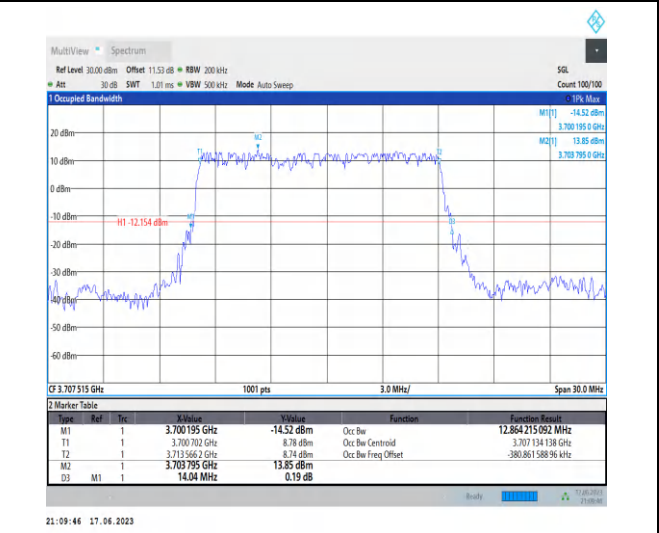 MultiView Spectrum
Ref Level 30.00 dBm Offset 11.53 dB RBW 200 kHz SGL
Att 30 dB SWT 1.01 ms VBW 500 kHz Mode Auto Sweep Count 100/100
1 Occupied Bandwidth 1Pk Max
M1[1] -14.52 dBm
3.700 195 0 GHz
M2[1] 13.85 dBm
3.703 795 0 GHz
20 dBm
M2
T1
T2
10 dBm
0 dBm
-10 dBm
M1
D3
H1 -12.154 dBm
-20 dBm
-30 dBm
-40 dBm
-50 dBm
-60 dBm
CF 3.707 515 GHz 1001 pts 3.0 MHz/ Span 30.0 MHz
2 Marker Table
Type Ref Trc X-Value Y-Value Function Function Result
M1 1 3.700 195 GHz -14.52 dBm Occ Bw 12.864 215 092 MHz
T1 1 3.700 702 GHz 8.78 dBm Occ Bw Centroid 3.707 134 138 GHz
T2 1 3.713 566 2 GHz 8.74 dBm Occ Bw Freq Offset -380.861 588 96 kHz
M2 1 3.703 795 GHz 13.85 dBm
D3 M1 1 14.04 MHz 0.19 dB
Ready 17.06.2023
21:09:46
21:09:46 17.06.2023